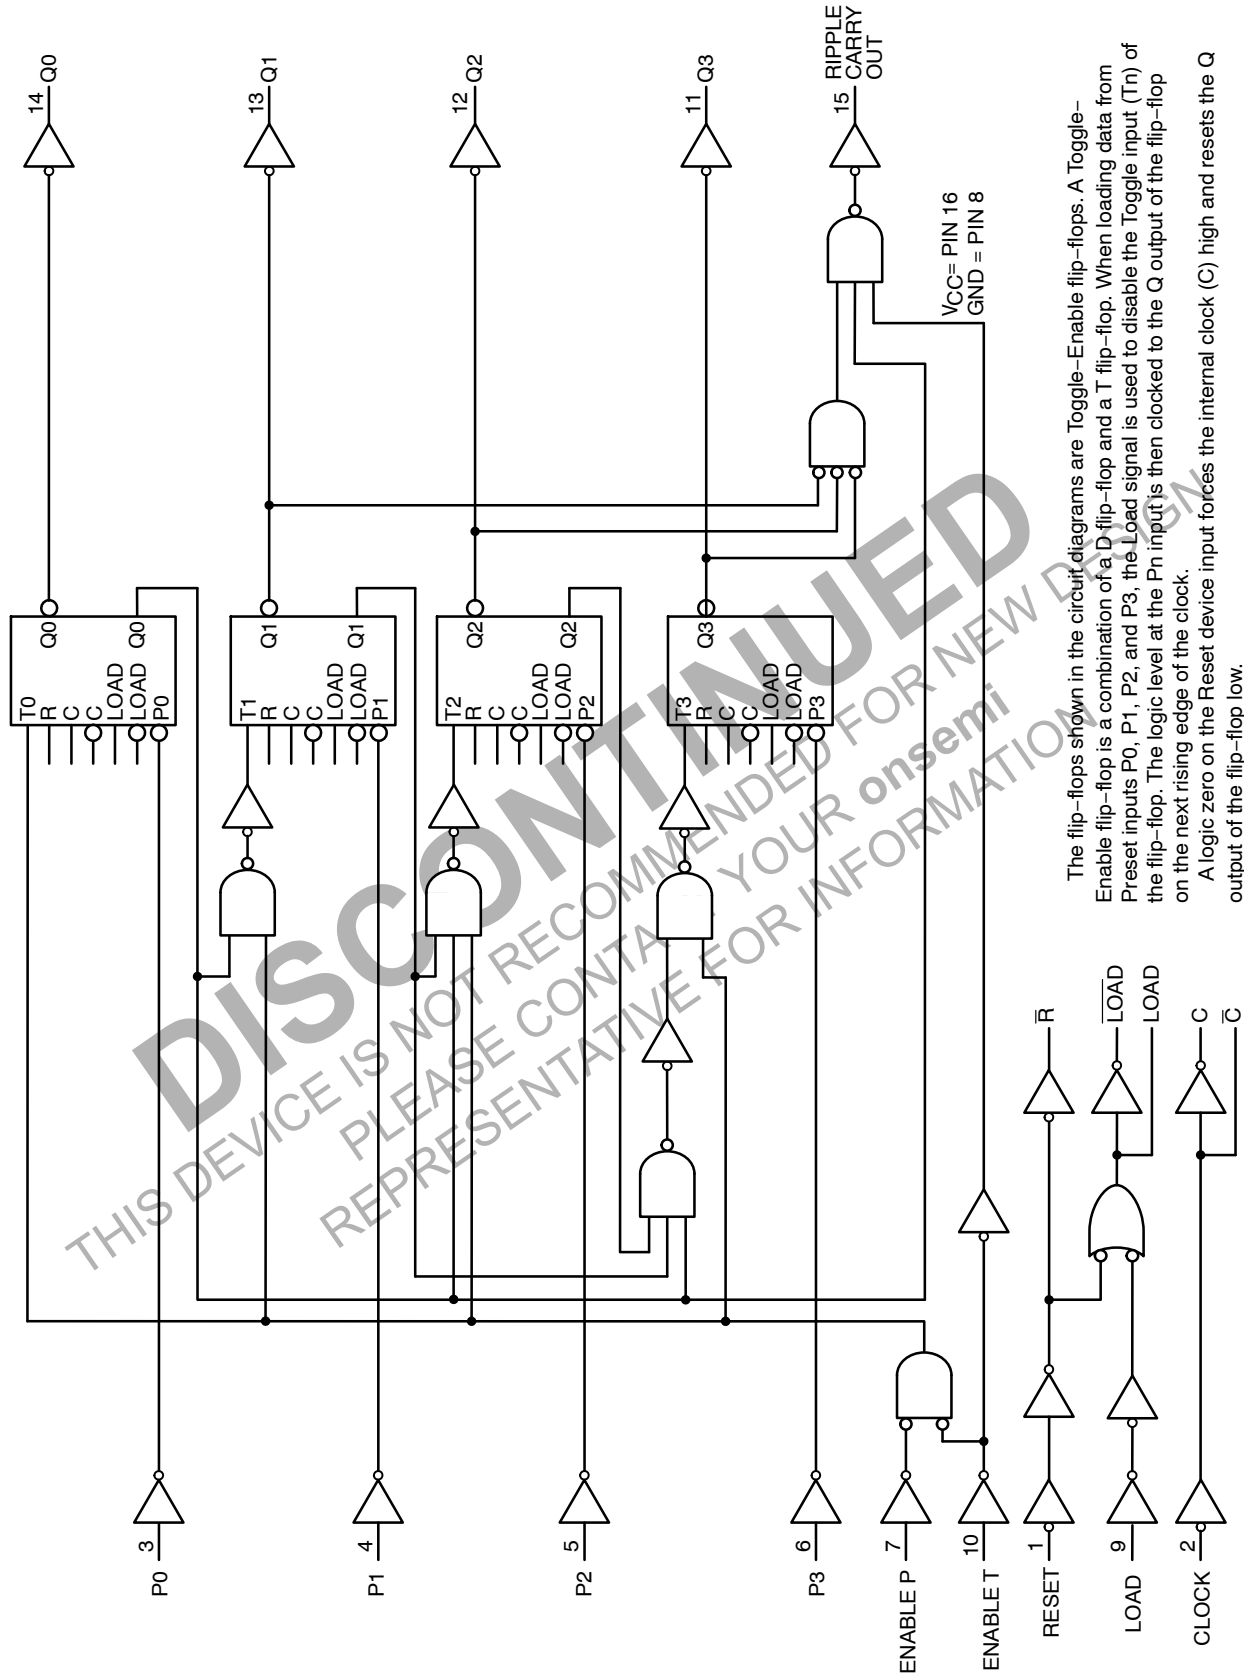 P0
3
P1
4
P2
5
P3
6
ENABLE P
7
ENABLE T
10
RESET
1
LOAD
9
CLOCK
2
R
LOAD
LOAD
C
C
T0
R
C
C
LOAD
LOAD
P0
Q0
Q0
T1
R
C
C
LOAD
LOAD
P1
Q1
Q1
T2
R
C
C
LOAD
LOAD
P2
Q2
Q2
T3
R
C
C
LOAD
LOAD
P3
Q3
14
Q0
13
Q1
12
Q2
11
Q3
15
RIPPLE
CARRY
OUT
VCC= PIN 16
GND = PIN 8
The flip−flops shown in the circuit diagrams are Toggle−Enable flip−flops. A Toggle−
Enable flip−flop is a combination of a D flip−flop and a T flip−flop. When loading data from
Preset inputs P0, P1, P2, and P3, the Load signal is used to disable the Toggle input (Tn) of
the flip−flop. The logic level at the Pn input is then clocked to the Q output of the flip−flop
on the next rising edge of the clock.
A logic zero on the Reset device input forces the internal clock (C) high and resets the Q
output of the flip−flop low.
DISCONTINUED
THIS DEVICE IS NOT RECOMMENDED FOR NEW DESIGN
PLEASE CONTA YOUR onsemi
REPRESENTATIVE FOR INFORMATION